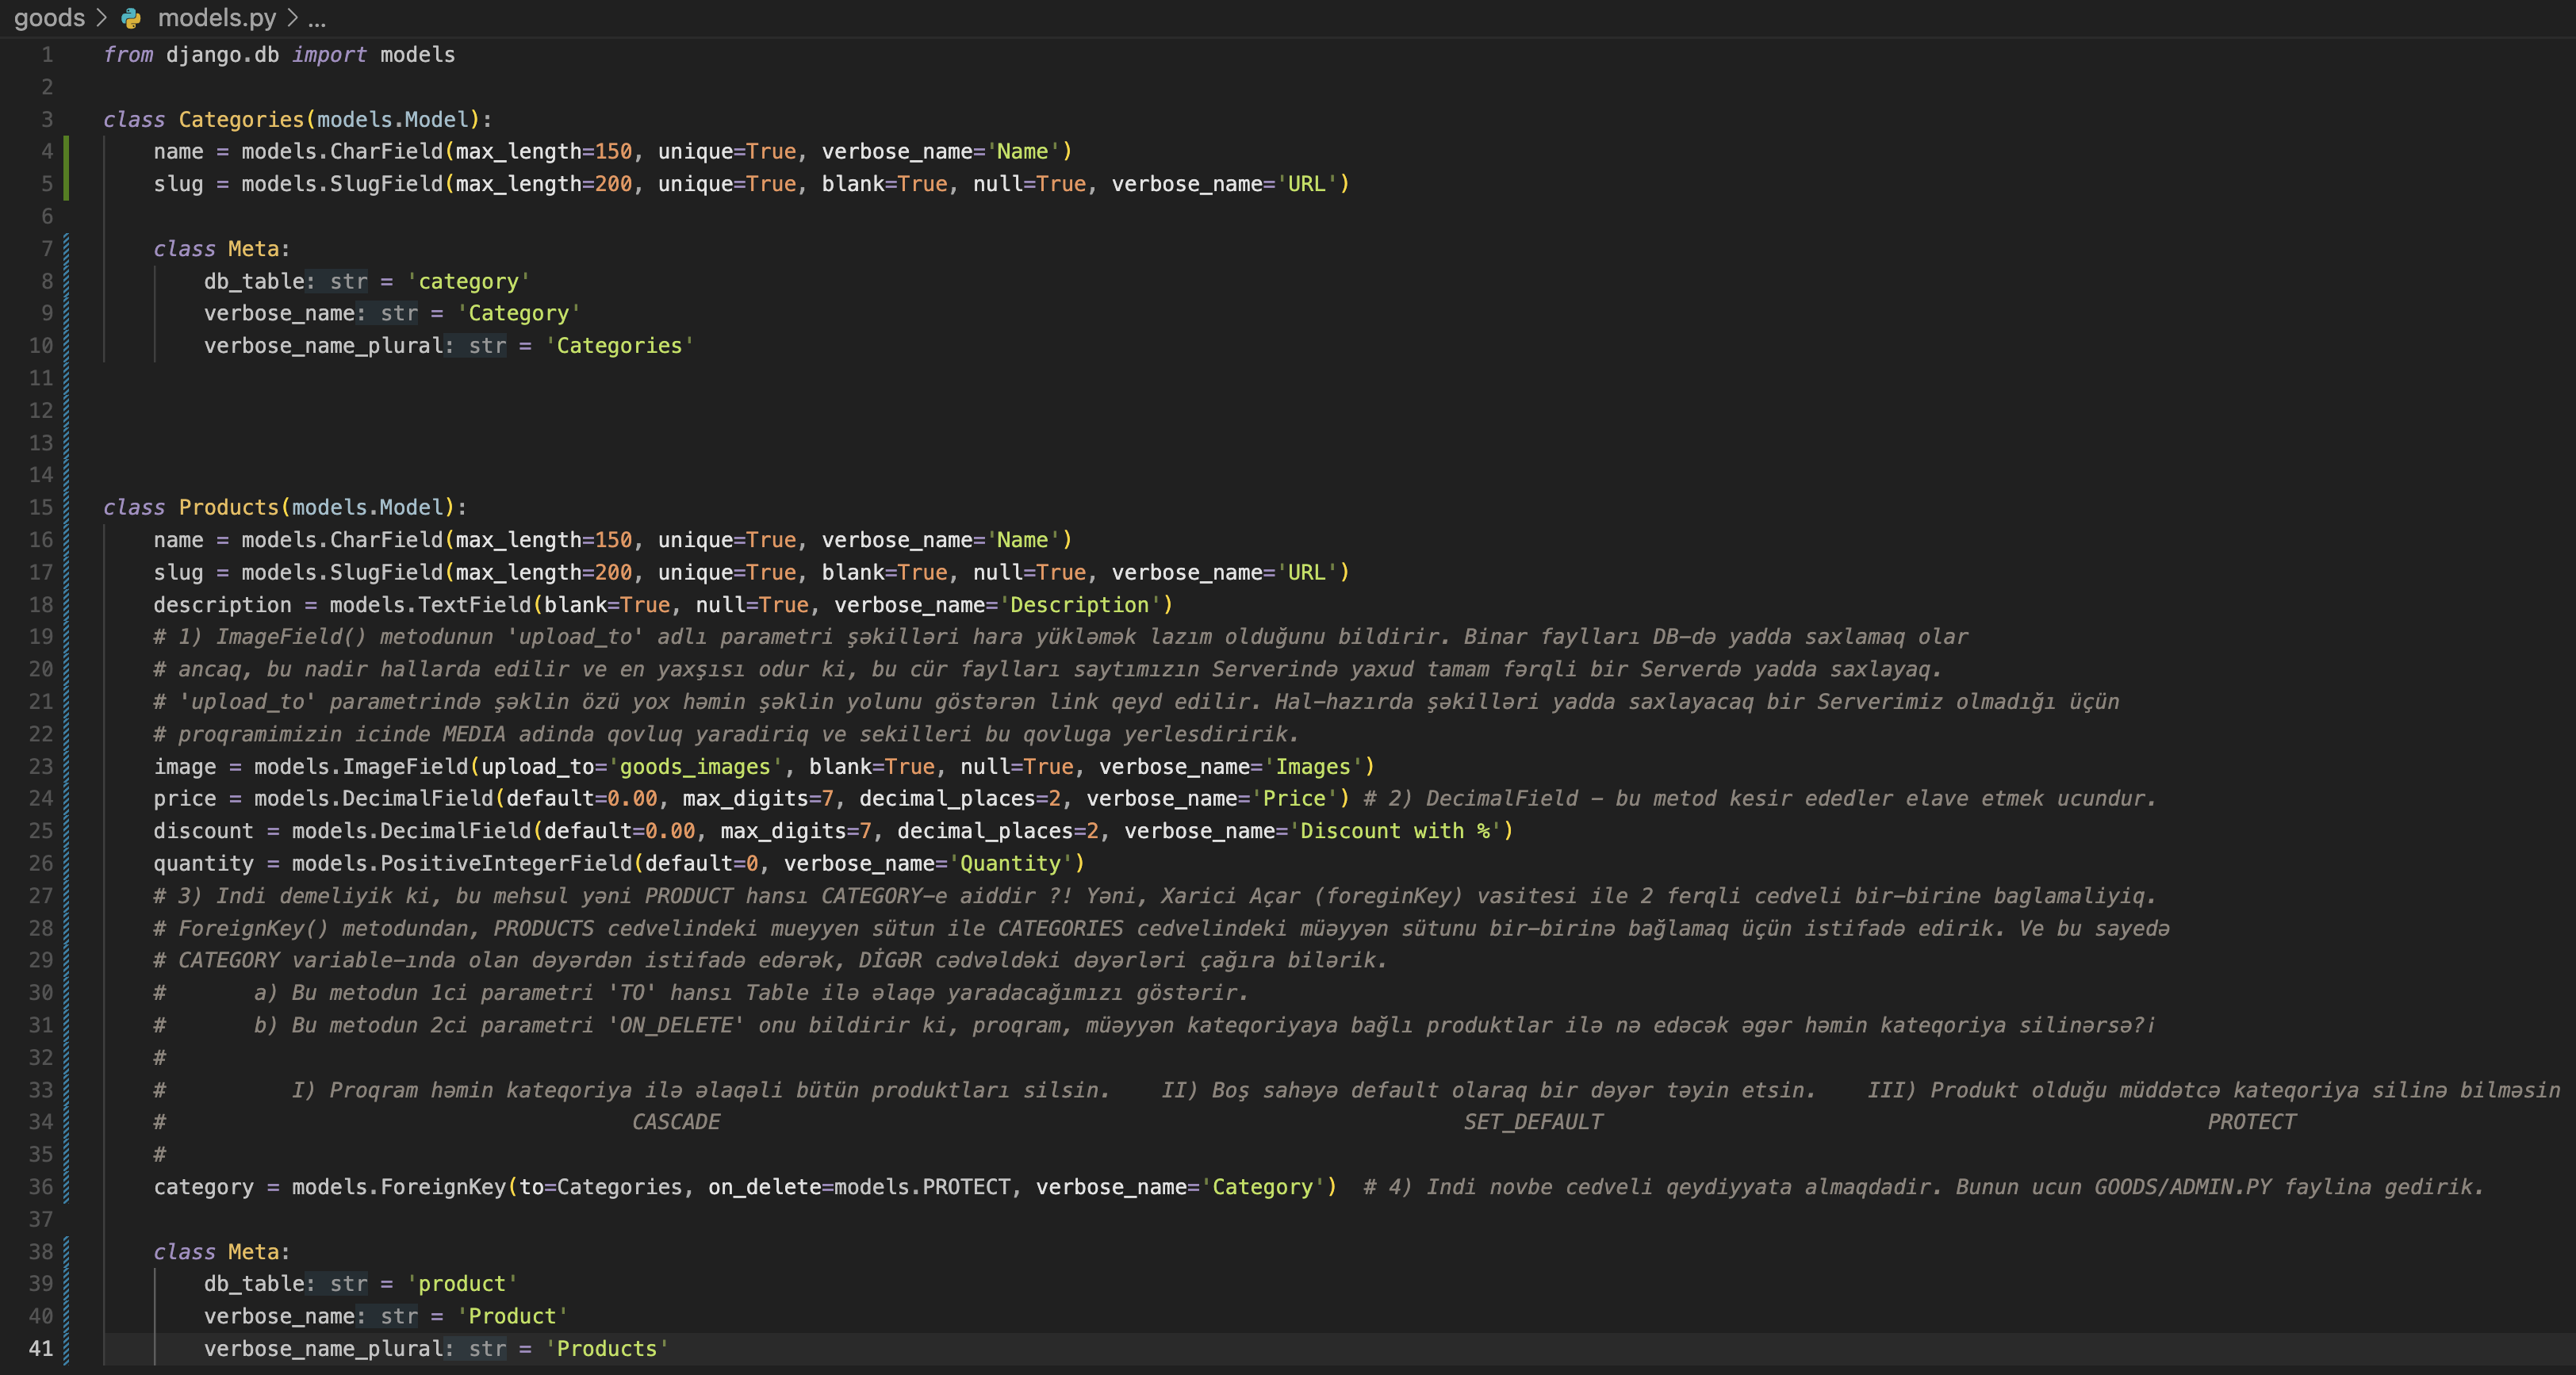 goods > models.py > ...
1 from django.db import models
2
3 class Categories(models.Model):
4     name = models.CharField(max_length=150, unique=True, verbose_name='Name')
5     slug = models.SlugField(max_length=200, unique=True, blank=True, null=True, verbose_name='URL')
6
7     class Meta:
8         db_table: str = 'category'
9         verbose_name: str = 'Category'
10         verbose_name_plural: str = 'Categories'
11
12
13
14
15 class Products(models.Model):
16     name = models.CharField(max_length=150, unique=True, verbose_name='Name')
17     slug = models.SlugField(max_length=200, unique=True, blank=True, null=True, verbose_name='URL')
18     description = models.TextField(blank=True, null=True, verbose_name='Description')
19     # 1) ImageField() metodunun 'upload_to' adlı parametri şəkilləri hara yükləmək lazım olduğunu bildirir. Binar faylları DB-də yadda saxlamaq olar
20     # ancaq, bu nadir hallarda edilir ve en yaxşısı odur ki, bu cür faylları saytımızın Serverində yaxud tamam fərqli bir Serverdə yadda saxlayaq.
21     # 'upload_to' parametrində şəklin özü yox həmin şəklin yolunu göstərən link qeyd edilir. Hal-hazırda şəkilləri yadda saxlayacaq bir Serverimiz olmadığı üçün
22     # proqramimizin icinde MEDIA adinda qovluq yaradiriq ve sekilleri bu qovluga yerlesdiririk.
23     image = models.ImageField(upload_to='goods_images', blank=True, null=True, verbose_name='Images')
24     price = models.DecimalField(default=0.00, max_digits=7, decimal_places=2, verbose_name='Price') # 2) DecimalField - bu metod kesir ededler elave etmek ucundur.
25     discount = models.DecimalField(default=0.00, max_digits=7, decimal_places=2, verbose_name='Discount with %')
26     quantity = models.PositiveIntegerField(default=0, verbose_name='Quantity')
27     # 3) Indi demeliyik ki, bu mehsul yəni PRODUCT hansı CATEGORY-e aiddir ?! Yəni, Xarici Açar (foreginKey) vasitesi ile 2 ferqli cedveli bir-birine baglamaliyiq.
28     # ForeignKey() metodundan, PRODUCTS cedvelindeki mueyyen sütun ile CATEGORIES cedvelindeki müəyyən sütunu bir-birinə bağlamaq üçün istifadə edirik. Ve bu sayedə
29     # CATEGORY variable-ında olan dəyərdən istifadə edərək, DİGƏR cədvəldəki dəyərləri çağıra bilərik.
30     #       a) Bu metodun 1ci parametri 'TO' hansı Table ilə əlaqə yaradacağımızı göstərir.
31     #       b) Bu metodun 2ci parametri 'ON_DELETE' onu bildirir ki, proqram, müəyyən kateqoriyaya bağlı produktlar ilə nə edəcək əgər həmin kateqoriya silinərsə?¡
32     #
33     #          I) Proqram həmin kateqoriya ilə əlaqəli bütün produktları silsin.    II) Boş sahəyə default olaraq bir dəyər təyin etsin.    III) Produkt olduğu müddətcə kateqoriya silinə bilməsin
34     #                                     CASCADE                                                           SET_DEFAULT                                                PROTECT
35     #
36     category = models.ForeignKey(to=Categories, on_delete=models.PROTECT, verbose_name='Category')  # 4) Indi novbe cedveli qeydiyyata almaqdadir. Bunun ucun GOODS/ADMIN.PY faylina gedirik.
37
38     class Meta:
39         db_table: str = 'product'
40         verbose_name: str = 'Product'
41         verbose_name_plural: str = 'Products'